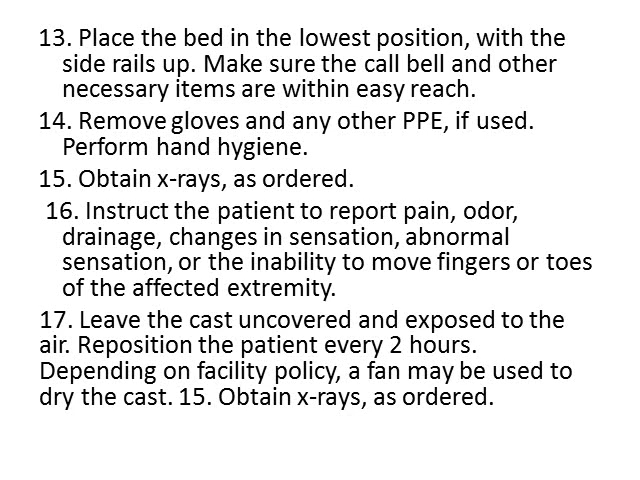 13. Place the bed in the lowest position, with the
side rails up. Make sure the call bell and other
necessary items are within easy reach.
14. Remove gloves and any other PPE, if used.
Perform hand hygiene.
15. Obtain x-rays, as ordered.
16. Instruct the patient to report pain, odor,
drainage, changes in sensation, abnormal
sensation, or the inability to move fingers or toes
of the affected extremity.
17. Leave the cast uncovered and exposed to the
air. Reposition the patient every 2 hours.
Depending on facility policy, a fan may be used to
dry the cast. 15. Obtain x-rays, as ordered.